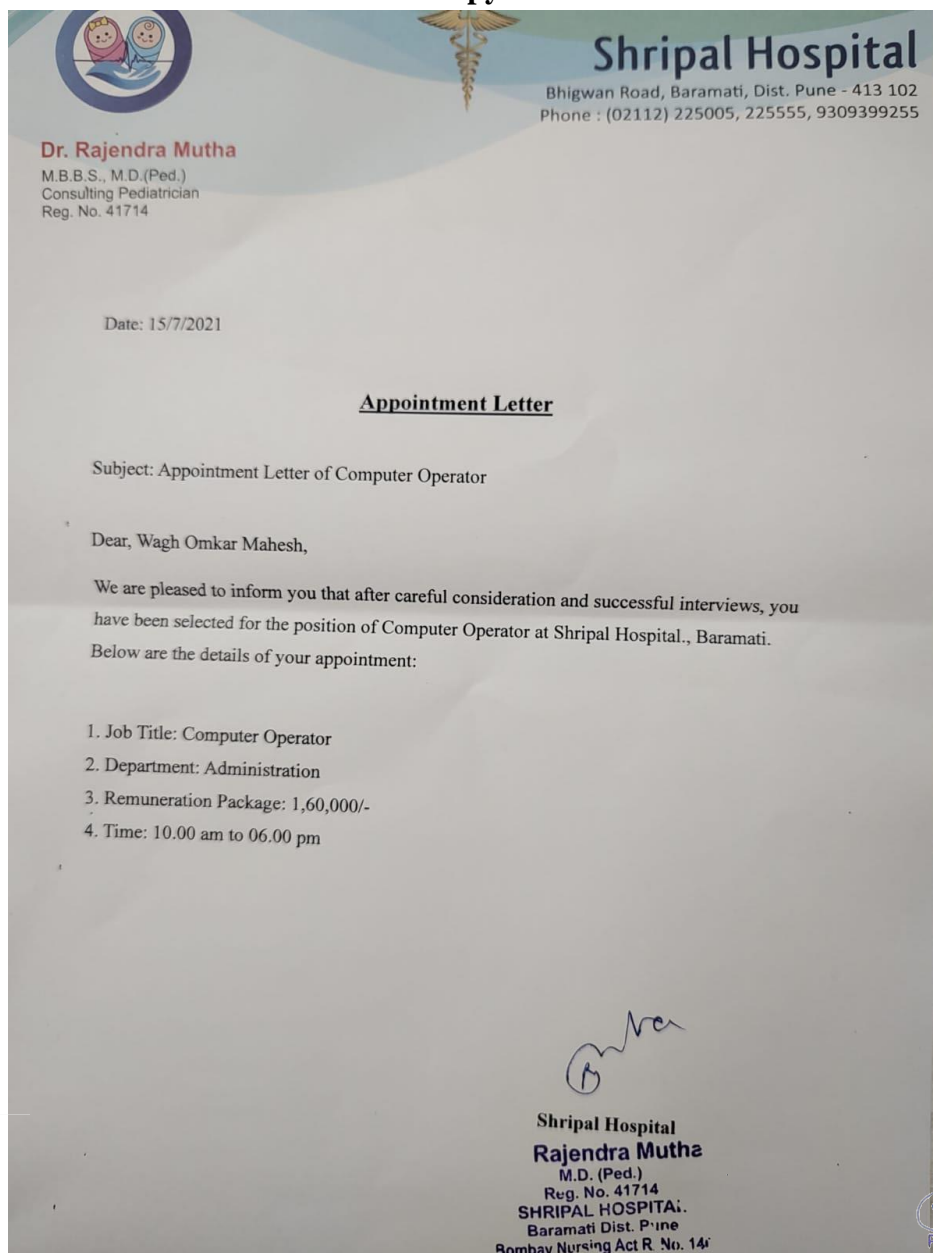 Shripal Hospital
Bhigwan Road, Baramati, Dist. Pune - 413 102
Phone : (02112) 225005, 225555, 9309399255
Dr. Rajendra Mutha
M.B.B.S., M.D.(Ped.)
Consulting Pediatrician
Reg. No. 41714
Date: 15/7/2021
Appointment Letter
Subject: Appointment Letter of Computer Operator
Dear, Wagh Omkar Mahesh,
We are pleased to inform you that after careful consideration and successful interviews, you
have been selected for the position of Computer Operator at Shripal Hospital., Baramati.
Below are the details of your appointment:
1. Job Title: Computer Operator
2. Department: Administration
3. Remuneration Package: 1,60,000/-
4. Time: 10.00 am to 06.00 pm
Shripal Hospital
Rajendra Mutha
M.D. (Ped.)
Reg. No. 41714
SHRIPAL HOSPITAL.
Baramati Dist. Pune
Bombay Nursing Act R. No.